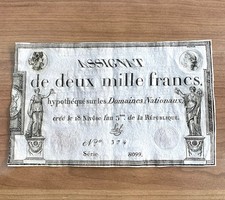 ASSIGNAT
de deux mille francs,
hypothéqué sur les Domaines Nationaux
créé le 18 Nivôse l'an 3me de la RÉPUBLIQUE.
Série 8099.